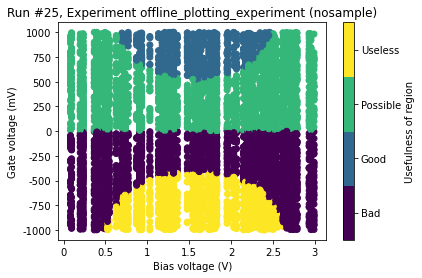 Run #25, Experiment offline_plotting_experiment (nosample)
1000
750
500
250
0
-250
-500
-750
-1000
Gate voltage (mV)
0
0.5
1
1.5
2
2.5
3
Bias voltage (V)
Useless
Possible
Good
Bad
Usefulness of region